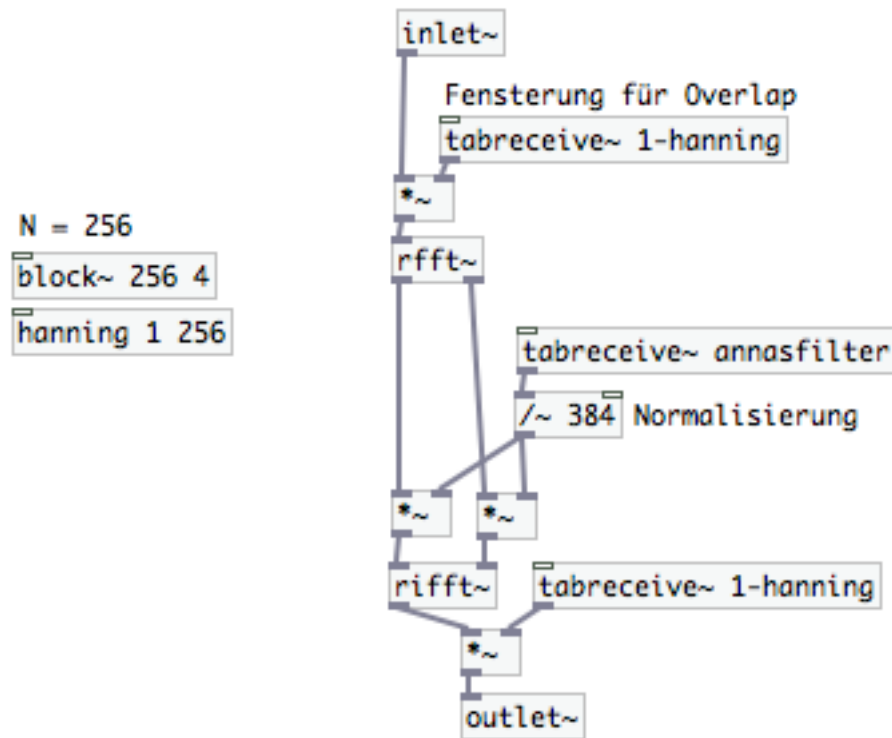 inlet~
Fensterung für Overlap
tabreceive~ 1-hanning
*~
N = 256
block~ 256 4
hanning 1 256
rfft~
tabreceive~ annasfilter
/~ 384 Normalisierung
*~ *~
rifft~ tabreceive~ 1-hanning
*~
outlet~